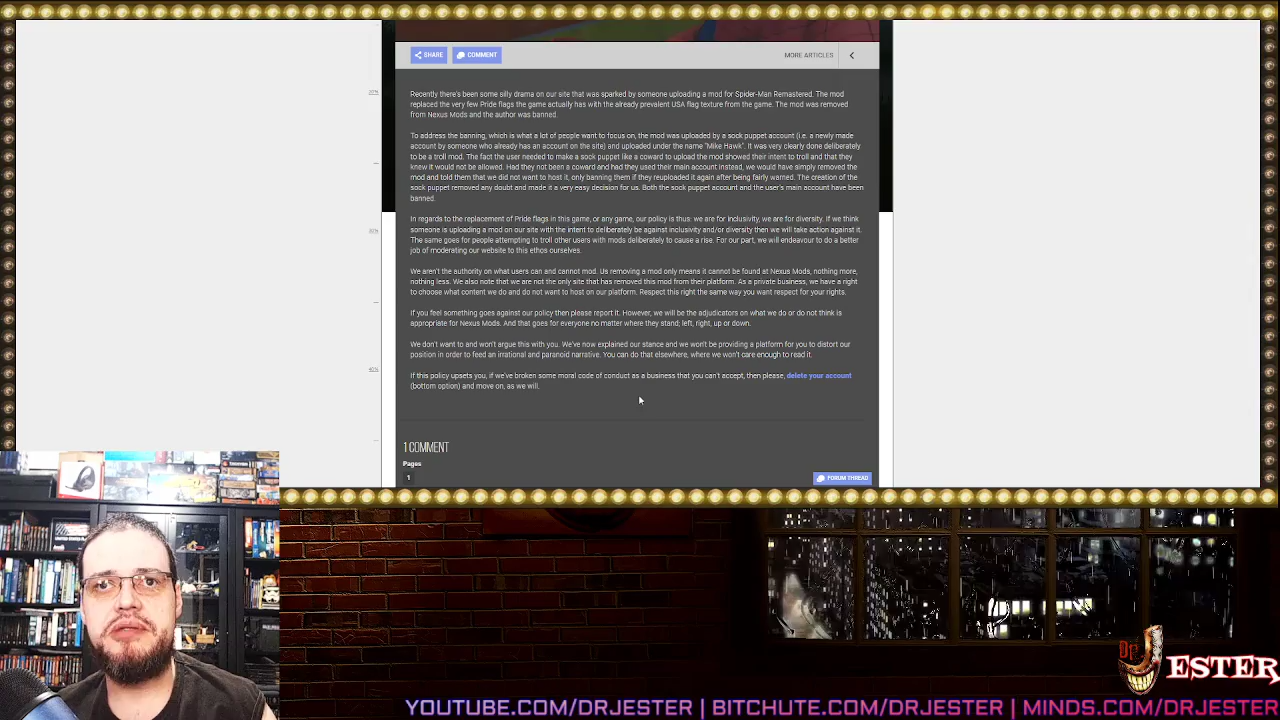 SHARE
COMMENT
MORE ARTICLES
Recently there's been some silly drama on our site that was sparked by someone uploading a mod for Spider-Man Remastered. The mod
replaced the very few Pride flags the game actually has with the already prevalent USA flag texture from the game. The mod was removed
from Nexus Mods and the author was banned.
To address the banning, which is what a lot of people want to focus on, the mod was uploaded by a sock puppet account (i.e. a newly made
account by someone who already has an account on the site) and uploaded under the name "Mike Hawk". It was very clearly done deliberately
to be a troll mod. The fact the user needed to make a sock puppet like a coward to upload the mod showed their intent to troll and that they
knew it would not be allowed. Had they not been a coward and had they used their main account instead, we would have simply removed the
mod and told them that we did not want to host it, only banning them if they reuploaded it again after being fairly warned. The creation of the
sock puppet removed any doubt and made it a very easy decision for us. Both the sock puppet account and the user's main account have been
banned.
In regards to the replacement of Pride flags in this game, or any game, our policy is thus: we are for inclusivity, we are for diversity. If we think
someone is uploading a mod on our site with the intent to deliberately be against inclusivity and/or diversity then we will take action against it.
The same goes for people attempting to troll other users with mods deliberately to cause a rise. For our part, we will endeavour to do a better
job of moderating our website to this ethos ourselves.
We aren't the authority on what users can and cannot mod. Us removing a mod only means it cannot be found at Nexus Mods, nothing more,
nothing less. We also note that we are not the only site that has removed this mod from their platform. As a private business, we have a right
to choose what content we do and do not want to host on our platform. Respect this right the same way you want respect for your rights.
If you feel something goes against our policy then please report it. However, we will be the adjudicators on what we do or do not think is
appropriate for Nexus Mods. And that goes for everyone no matter where they stand; left, right, up or down.
We don't want to and won't argue this with you. We've now explained our stance and we won't be providing a platform for you to distort our
position in order to feed an irrational and paranoid narrative. You can do that elsewhere, where we won't care enough to read it.
If this policy upsets you, if we've broken some moral code of conduct as a business that you can't accept, then please, delete your account
(bottom option) and move on, as we will.
1 COMMENT
Pages
1
FORUM THREAD
Dr.
JESTER
YOUTUBE.COM/DRJESTER | BITCHUTE.COM/DRJESTER | MINDS.COM/DRJESTER